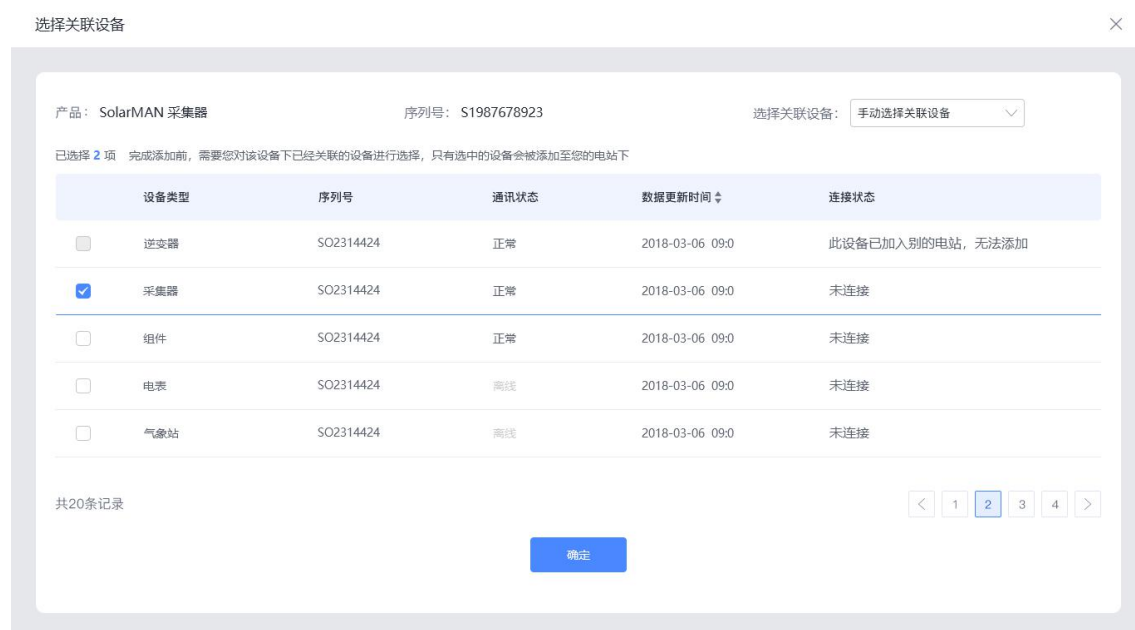 选择关联设备
产品： SolarMAN 采集器 序列号： S1987678923 选择关联设备： 手动选择关联设备
已选择 2 项 完成添加前，需要您对该设备下已经关联的设备进行选择，只有选中的设备会被添加至您的电站下
设备类型 序列号 通讯状态 数据更新时间 连接状态
逆变器 SO2314424 正常 2018-03-06 09:0 此设备已加入别的电站，无法添加
采集器 SO2314424 正常 2018-03-06 09:0 未连接
组件 SO2314424 正常 2018-03-06 09:0 未连接
电表 SO2314424 离线 2018-03-06 09:0 未连接
气象站 SO2314424 离线 2018-03-06 09:0 未连接
共20条记录 < 1 2 3 4 >
确定